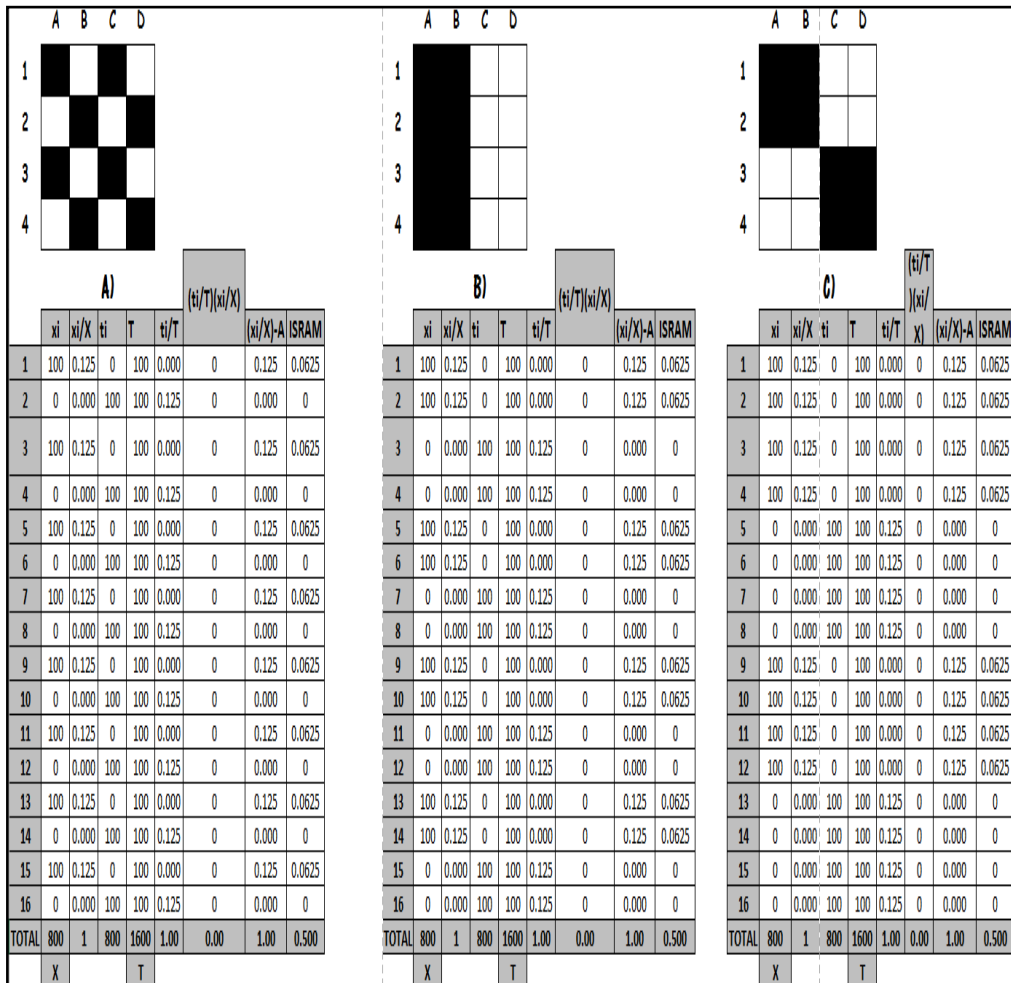 A B C D
1
2
3
4
A)
xi xi/X ti T ti/T (ti/T)(xi/X) (xi/X)-A ISRAM
1 100 0.125 0 100 0.000 0 0.125 0.0625
2 0 0.000 100 100 0.125 0 0.000 0
3 100 0.125 0 100 0.000 0 0.125 0.0625
4 0 0.000 100 100 0.125 0 0.000 0
5 100 0.125 0 100 0.000 0 0.125 0.0625
6 0 0.000 100 100 0.125 0 0.000 0
7 100 0.125 0 100 0.000 0 0.125 0.0625
8 0 0.000 100 100 0.125 0 0.000 0
9 100 0.125 0 100 0.000 0 0.125 0.0625
10 0 0.000 100 100 0.125 0 0.000 0
11 100 0.125 0 100 0.000 0 0.125 0.0625
12 0 0.000 100 100 0.125 0 0.000 0
13 100 0.125 0 100 0.000 0 0.125 0.0625
14 0 0.000 100 100 0.125 0 0.000 0
15 100 0.125 0 100 0.000 0 0.125 0.0625
16 0 0.000 100 100 0.125 0 0.000 0
TOTAL 800 1 800 1600 1.00 0.00 1.00 0.500
X T
A B C D
1
2
3
4
B)
xi xi/X ti T ti/T (ti/T)(xi/X) (xi/X)-A ISRAM
1 100 0.125 0 100 0.000 0 0.125 0.0625
2 100 0.125 0 100 0.000 0 0.125 0.0625
3 0 0.000 100 100 0.125 0 0.000 0
4 0 0.000 100 100 0.125 0 0.000 0
5 100 0.125 0 100 0.000 0 0.125 0.0625
6 100 0.125 0 100 0.000 0 0.125 0.0625
7 0 0.000 100 100 0.125 0 0.000 0
8 0 0.000 100 100 0.125 0 0.000 0
9 100 0.125 0 100 0.000 0 0.125 0.0625
10 100 0.125 0 100 0.000 0 0.125 0.0625
11 0 0.000 100 100 0.125 0 0.000 0
12 0 0.000 100 100 0.125 0 0.000 0
13 100 0.125 0 100 0.000 0 0.125 0.0625
14 100 0.125 0 100 0.000 0 0.125 0.0625
15 0 0.000 100 100 0.125 0 0.000 0
16 0 0.000 100 100 0.125 0 0.000 0
TOTAL 800 1 800 1600 1.00 0.00 1.00 0.500
X T
A B C D
1
2
3
4
C)
(ti/T
)(xi/
xi xi/X ti T ti/T X) (xi/X)-A ISRAM
1 100 0.125 0 100 0.000 0 0.125 0.0625
2 100 0.125 0 100 0.000 0 0.125 0.0625
3 100 0.125 0 100 0.000 0 0.125 0.0625
4 100 0.125 0 100 0.000 0 0.125 0.0625
5 0 0.000 100 100 0.125 0 0.000 0
6 0 0.000 100 100 0.125 0 0.000 0
7 0 0.000 100 100 0.125 0 0.000 0
8 0 0.000 100 100 0.125 0 0.000 0
9 100 0.125 0 100 0.000 0 0.125 0.0625
10 100 0.125 0 100 0.000 0 0.125 0.0625
11 100 0.125 0 100 0.000 0 0.125 0.0625
12 100 0.125 0 100 0.000 0 0.125 0.0625
13 0 0.000 100 100 0.125 0 0.000 0
14 0 0.000 100 100 0.125 0 0.000 0
15 0 0.000 100 100 0.125 0 0.000 0
16 0 0.000 100 100 0.125 0 0.000 0
TOTAL 800 1 800 1600 1.00 0.00 1.00 0.500
X T